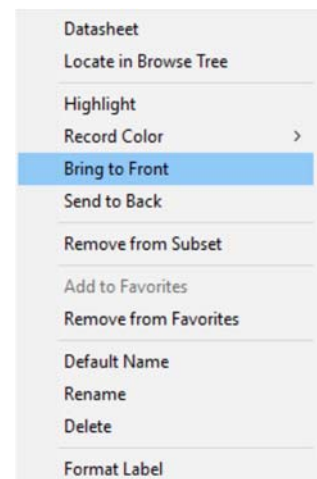 Datasheet
Locate in Browse Tree
Highlight
Record Color
Bring to Front
Send to Back
Remove from Subset
Add to Favorites
Remove from Favorites
Default Name
Rename
Delete
Format Label